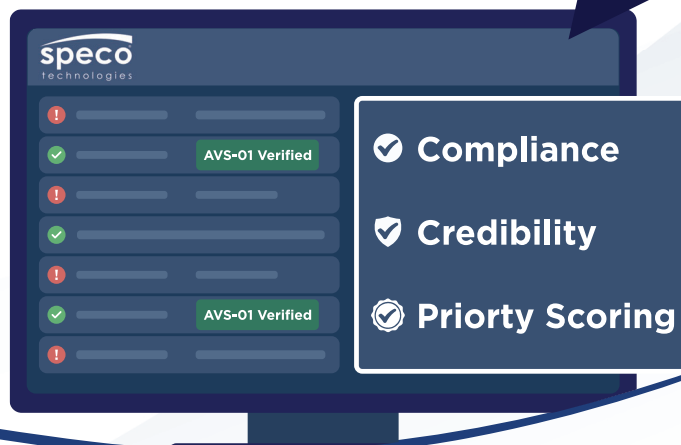 speco
technologies
AVS-01 Verified
AVS-01 Verified
Compliance
Credibility
Priorty Scoring